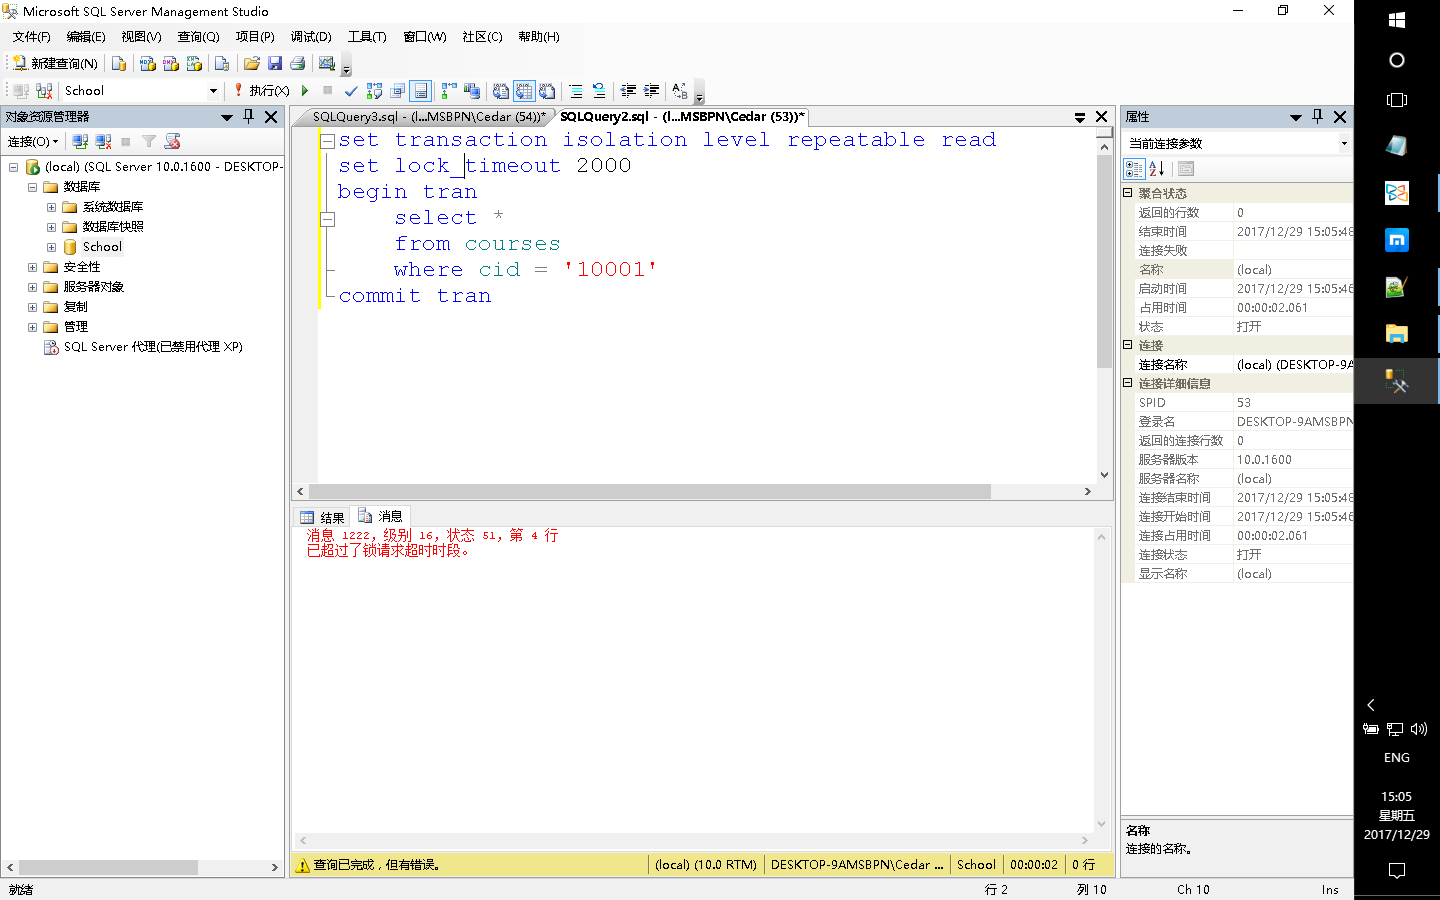 Microsoft SQL Server Management Studio
文件(F) 编辑(E) 视图(V) 查询(Q) 项目(P) 调试(D) 工具(T) 窗口(W) 社区(C) 帮助(H)
新建查询(N)
School 执行(X)
对象资源管理器
连接(O)
(local) (SQL Server 10.0.1600 - DESKTOP-
数据库
系统数据库
数据库快照
School
安全性
服务器对象
复制
管理
SQL Server 代理(已禁用代理 XP)
SQLQuery3.sql - (l...MSBPN\Cedar (54))* SQLQuery2.sql - (l...MSBPN\Cedar (53))*
set transaction isolation level repeatable read
set lock_timeout 2000
begin tran
select *
from courses
where cid = '10001'
commit tran
结果 消息
消息 1222，级别 16，状态 51，第 4 行
已超过了锁请求超时时段。
查询已完成，但有错误。 (local) (10.0 RTM) DESKTOP-9AMSBPN\Cedar ... School 00:00:02 0 行
属性
当前连接参数
聚合状态
返回的行数 0
结束时间 2017/12/29 15:05:48
连接失败
名称 (local)
启动时间 2017/12/29 15:05:46
占用时间 00:00:02.061
状态 打开
连接
连接名称 (local) (DESKTOP-9A
连接详细信息
SPID 53
登录名 DESKTOP-9AMSBPN
返回的连接行数 0
服务器版本 10.0.1600
服务器名称 (local)
连接结束时间 2017/12/29 15:05:48
连接开始时间 2017/12/29 15:05:46
连接占用时间 00:00:02.061
连接状态 打开
显示名称 (local)
名称
连接的名称。
就绪 行 2 列 10 Ch 10 Ins
ENG
15:05
星期五
2017/12/29